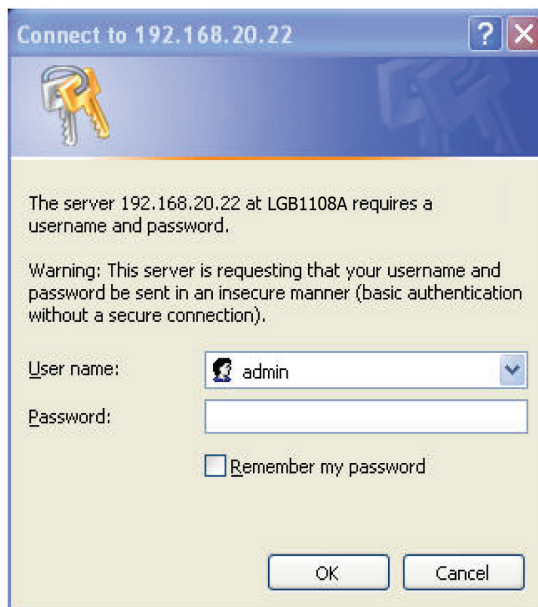 Connect to 192.168.20.22
?
The server 192.168.20.22 at LGB1108A requires a
username and password.
Warning: This server is requesting that your username and
password be sent in an insecure manner (basic authentication
without a secure connection).
User name:
admin
Password:
Remember my password
OK
Cancel